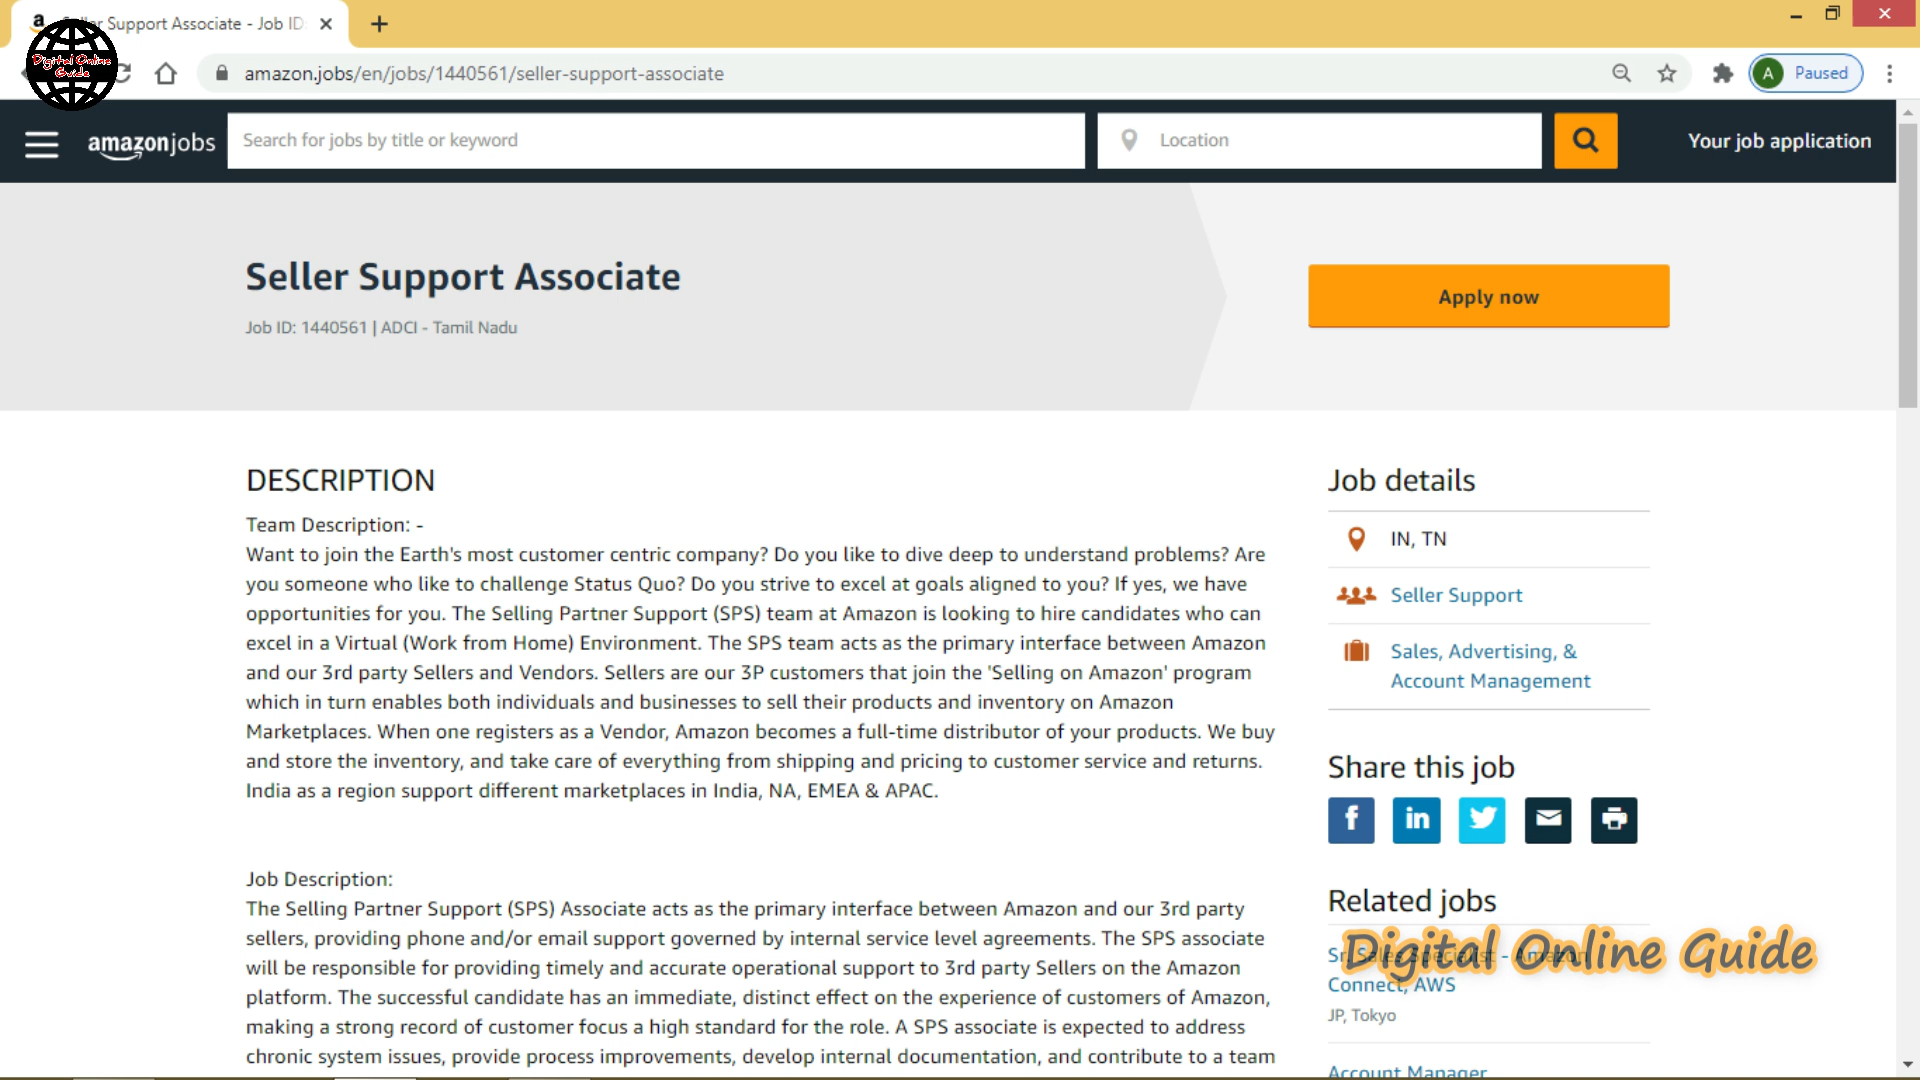 Seller Support Associate - Job ID:
Digital Online
Guide
amazon.jobs/en/jobs/1440561/seller-support-associate
A
Paused
amazonjobs
Search for jobs by title or keyword
Location
Your job application
Seller Support Associate
Job ID: 1440561 | ADCI - Tamil Nadu
Apply now
DESCRIPTION
Team Description: -
Want to join the Earth's most customer centric company? Do you like to dive deep to understand problems? Are
you someone who like to challenge Status Quo? Do you strive to excel at goals aligned to you? If yes, we have
opportunities for you. The Selling Partner Support (SPS) team at Amazon is looking to hire candidates who can
excel in a Virtual (Work from Home) Environment. The SPS team acts as the primary interface between Amazon
and our 3rd party Sellers and Vendors. Sellers are our 3P customers that join the 'Selling on Amazon' program
which in turn enables both individuals and businesses to sell their products and inventory on Amazon
Marketplaces. When one registers as a Vendor, Amazon becomes a full-time distributor of your products. We buy
and store the inventory, and take care of everything from shipping and pricing to customer service and returns.
India as a region support different marketplaces in India, NA, EMEA & APAC.
Job Description:
The Selling Partner Support (SPS) Associate acts as the primary interface between Amazon and our 3rd party
sellers, providing phone and/or email support governed by internal service level agreements. The SPS associate
will be responsible for providing timely and accurate operational support to 3rd party Sellers on the Amazon
platform. The successful candidate has an immediate, distinct effect on the experience of customers of Amazon,
making a strong record of customer focus a high standard for the role. A SPS associate is expected to address
chronic system issues, provide process improvements, develop internal documentation, and contribute to a team
Job details
IN, TN
Seller Support
Sales, Advertising, &
Account Management
Share this job
Related jobs
Sr. Sales Specialist - Amazon
Connect, AWS
JP, Tokyo
Account Manager
Digital Online Guide